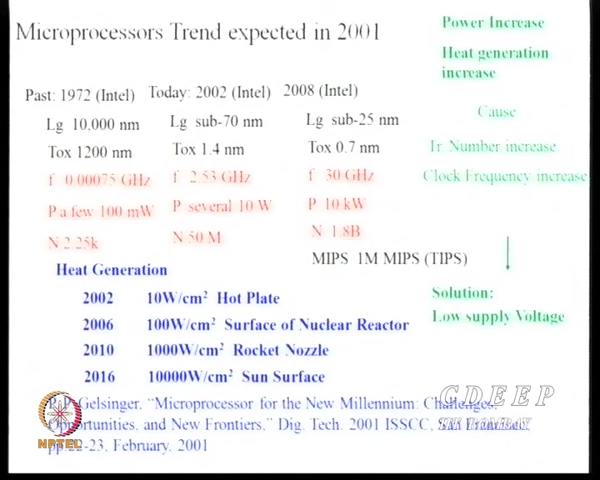 Microprocessors Trend expected in 2001
Past: 1972 (Intel) Today: 2002 (Intel) 2008 (Intel)
Lg 10,000 nm Lg sub-70 nm Lg sub-25 nm
Tox 1200 nm Tox 1.4 nm Tox 0.7 nm
f 0.00075 GHz f 2.53 GHz f 30 GHz
P a few 100 mW P several 10 W P 10 kW
N 2.25k N 50 M N 1.8B
MIPS 1M MIPS (TIPS)
Heat Generation
2002 10W/cm² Hot Plate
2006 100W/cm² Surface of Nuclear Reactor
2010 1000W/cm² Rocket Nozzle
2016 10000W/cm² Sun Surface
P. P. Gelsinger, "Microprocessor for the New Millennium: Challenges,
Opportunities, and New Frontiers," Dig. Tech. 2001 ISSCC, San Francisco,
pp.22-23, February, 2001
Power Increase
Heat generation
increase
Cause
Tr. Number increase
Clock Frequency increase
Solution:
Low supply Voltage
NPTEL
CDEEP
IIT BOMBAY